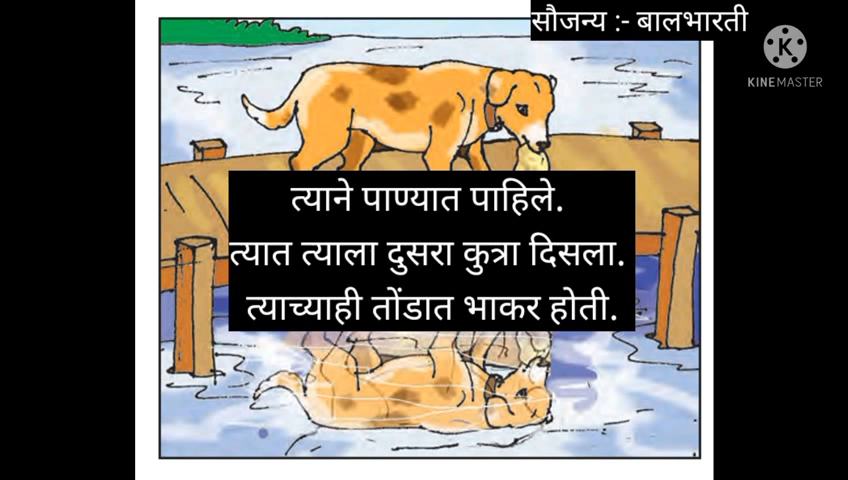 सौजन्य :- बालभारती
KINEMASTER
त्याने पाण्यात पाहिले.
त्यात त्याला दुसरा कुत्रा दिसला.
त्याच्याही तोंडात भाकर होती.